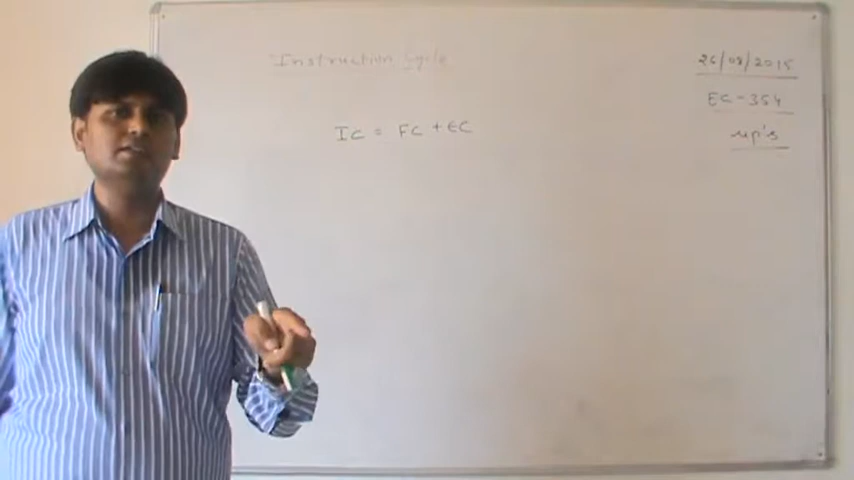 Instruction Cycle
IC = FC + EC
26/08/2015
EC-354
μp's